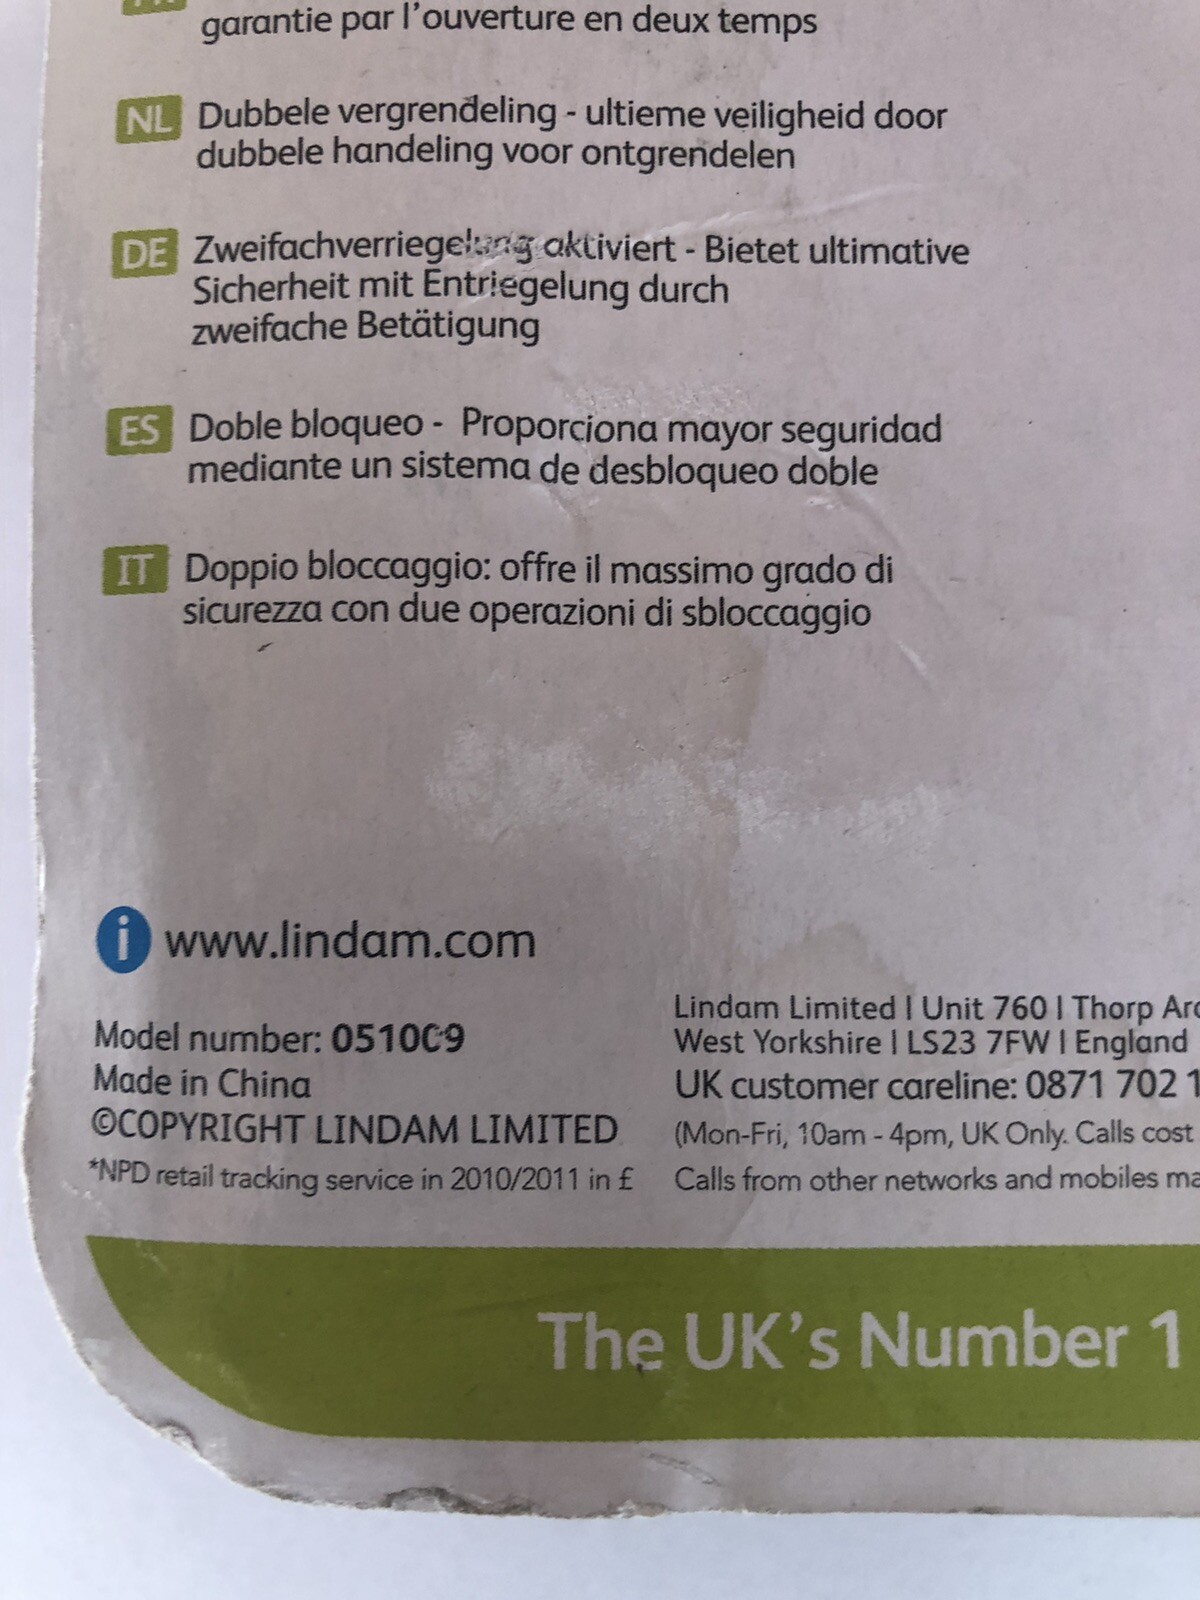 garantie par l'ouverture en deux temps
NL Dubbele vergrendeling - ultieme veiligheid door
dubbele handeling voor ontgrendelen
DE Zweifachverriegelung aktiviert - Bietet ultimative
Sicherheit mit Entriegelung durch
zweifache Betätigung
ES Doble bloqueo - Proporciona mayor seguridad
mediante un sistema de desbloqueo doble
IT Doppio bloccaggio: offre il massimo grado di
sicurezza con due operazioni di sbloccaggio
i www.lindam.com
Model number: 051009
Made in China
©COPYRIGHT LINDAM LIMITED
*NPD retail tracking service in 2010/2011 in £
Lindam Limited | Unit 760 | Thorp
West Yorkshire | LS23 7FW | England
UK customer careline: 0871 702
(Mon-Fri, 10am - 4pm, UK Only. Calls cost
Calls from other networks and mobiles
The UK's Number 1